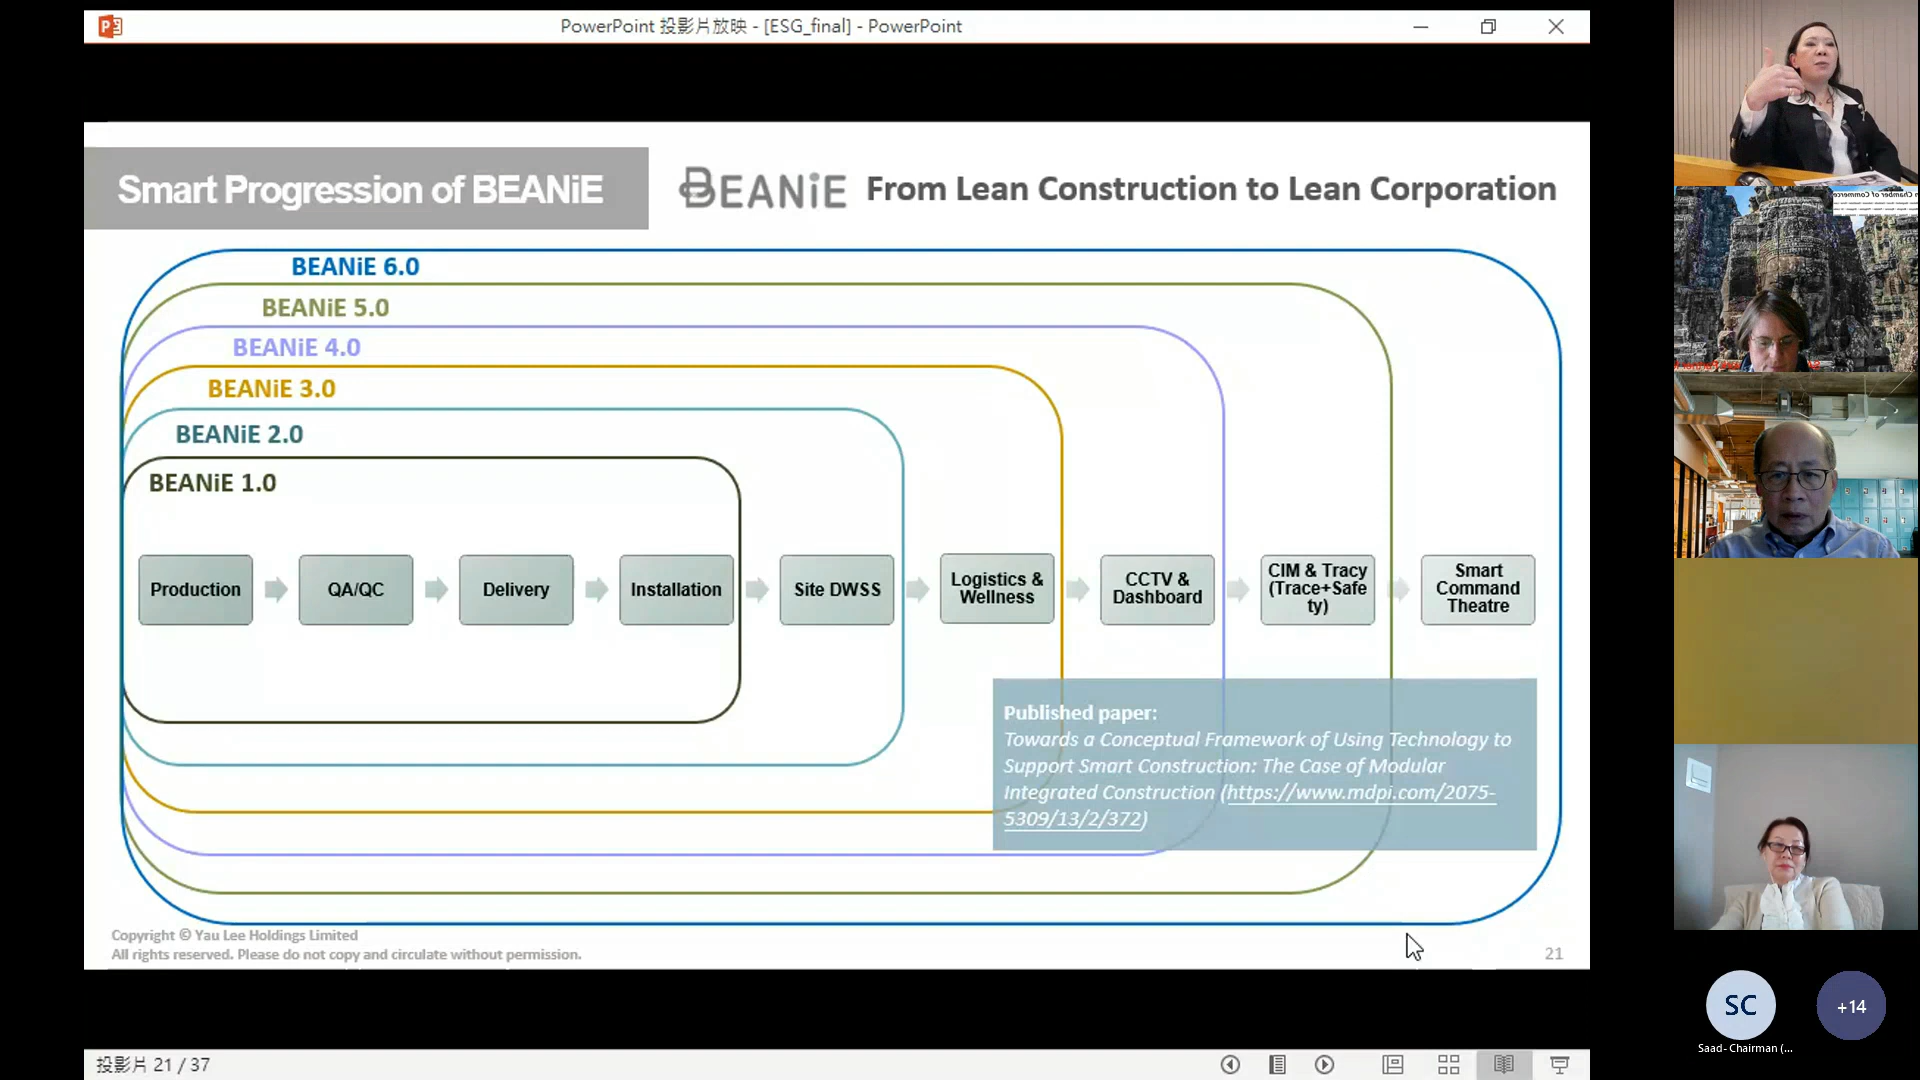 PowerPoint 投影片放映 - [ESG_final] - PowerPoint
Smart Progression of BEANiE
BEANiE From Lean Construction to Lean Corporation
BEANiE 6.0
BEANiE 5.0
BEANiE 4.0
BEANiE 3.0
BEANiE 2.0
BEANiE 1.0
Production
QA/QC
Delivery
Installation
Site DWSS
Logistics &
Wellness
CCTV &
Dashboard
CIM & Tracy
(Trace+Safe
ty)
Smart
Command
Theatre
Published paper:
Towards a Conceptual Framework of Using Technology to
Support Smart Construction: The Case of Modular
Integrated Construction (https://www.mdpi.com/2075-
5309/13/2/372)
Copyright © Yau Lee Holdings Limited
All rights reserved. Please do not copy and circulate without permission.
21
投影片 21 / 37
SC
+14
Saad- Chairman (...